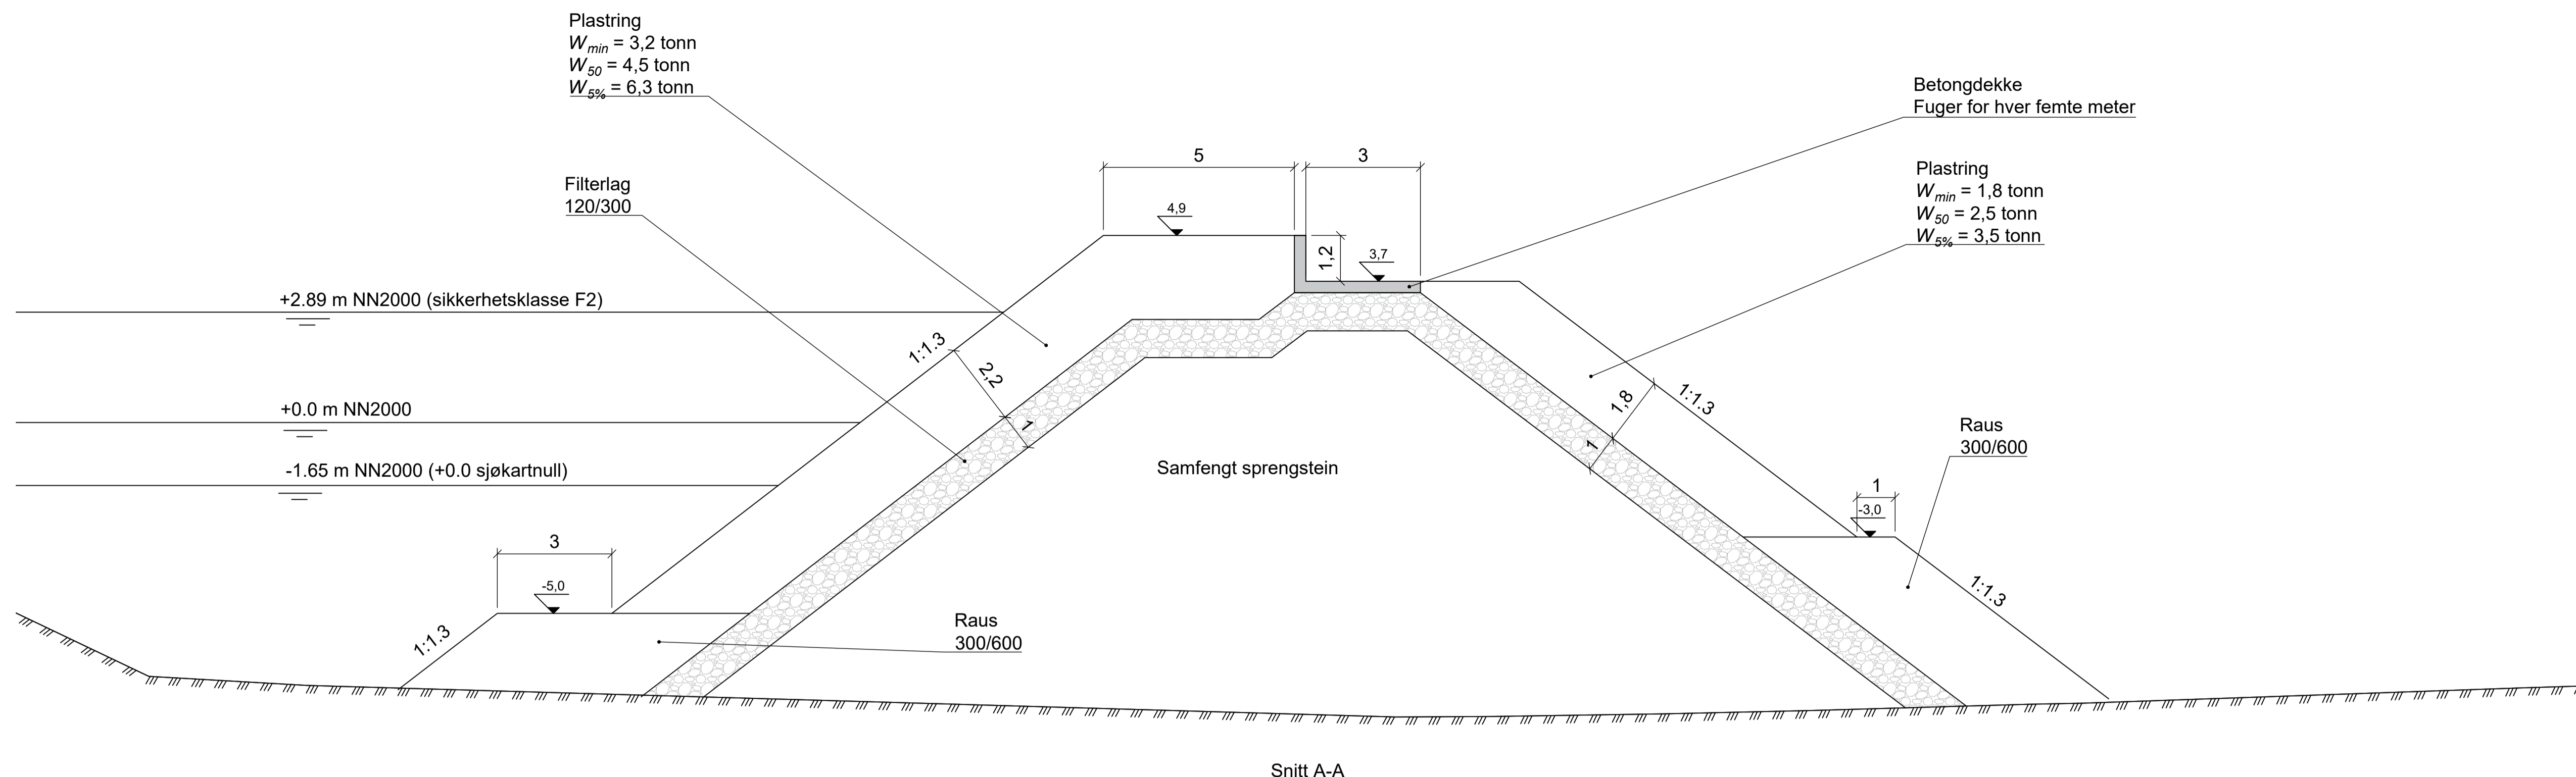 Plastring
Wmin = 3,2 tonn
W50 = 4,5 tonn
W5% = 6,3 tonn
Betongdekke
Fuger for hver femte meter
5
3
Plastring
Wmin = 1,8 tonn
W50 = 2,5 tonn
W5% = 3,5 tonn
Filterlag
120/300
4,9
1,2
3,7
+2.89 m NN2000 (sikkerhetsklasse F2)
1:1.3
2,2
1
1,8
1
1:1.3
+0.0 m NN2000
Raus
300/600
-1.65 m NN2000 (+0.0 sjøkartnull)
Samfengt sprengstein
1
-3,0
3
-5,0
1:1.3
1:1.3
Raus
300/600
Snitt A-A